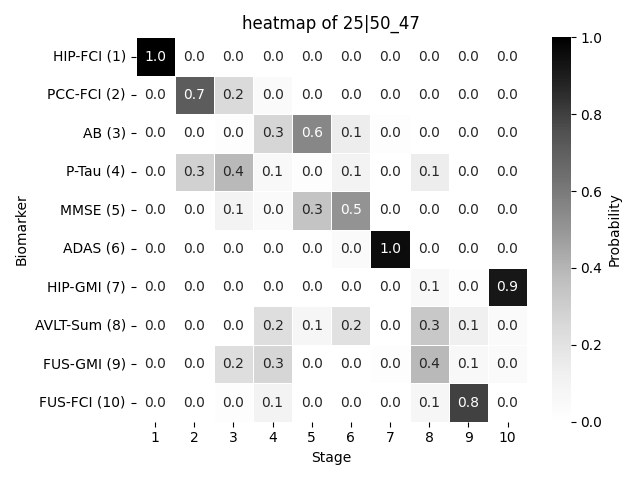 heatmap of 25|50_47
HIP-FCI (1) 1.0 0.0 0.0 0.0 0.0 0.0 0.0 0.0 0.0 0.0
PCC-FCI (2) 0.0 0.7 0.2 0.0 0.0 0.0 0.0 0.0 0.0 0.0
AB (3) 0.0 0.0 0.0 0.3 0.6 0.1 0.0 0.0 0.0 0.0
P-Tau (4) 0.0 0.3 0.4 0.1 0.0 0.1 0.0 0.1 0.0 0.0
MMSE (5) 0.0 0.0 0.1 0.0 0.3 0.5 0.0 0.0 0.0 0.0
ADAS (6) 0.0 0.0 0.0 0.0 0.0 0.0 1.0 0.0 0.0 0.0
HIP-GMI (7) 0.0 0.0 0.0 0.0 0.0 0.0 0.0 0.1 0.0 0.9
AVLT-Sum (8) 0.0 0.0 0.0 0.2 0.1 0.2 0.0 0.3 0.1 0.0
FUS-GMI (9) 0.0 0.0 0.2 0.3 0.0 0.0 0.0 0.4 0.1 0.0
FUS-FCI (10) 0.0 0.0 0.0 0.1 0.0 0.0 0.0 0.1 0.8 0.0
1 2 3 4 5 6 7 8 9 10
Stage
Biomarker
1.0
0.8
0.6
0.4
0.2
0.0
Probability